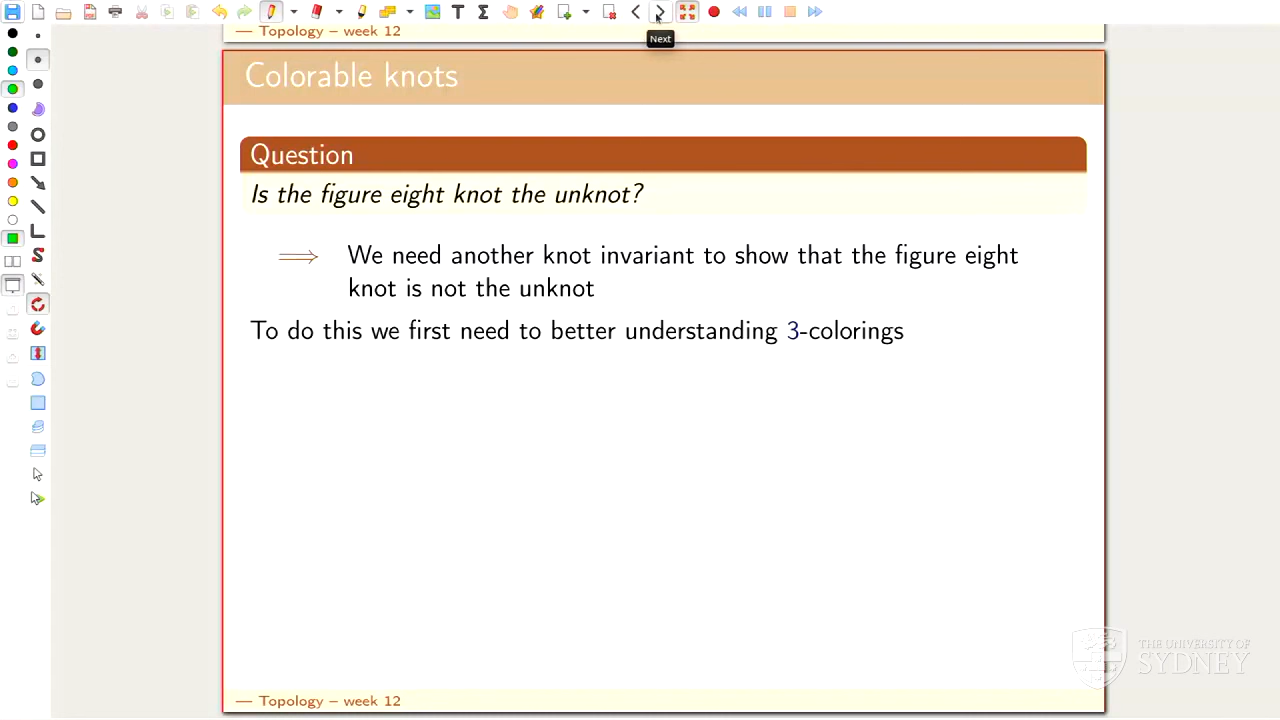 Next
— Topology – week 12
Colorable knots
Question
Is the figure eight knot the unknot?
⟹ We need another knot invariant to show that the figure eight
knot is not the unknot
To do this we first need to better understanding 3-colorings
THE UNIVERSITY OF
SYDNEY
— Topology – week 12